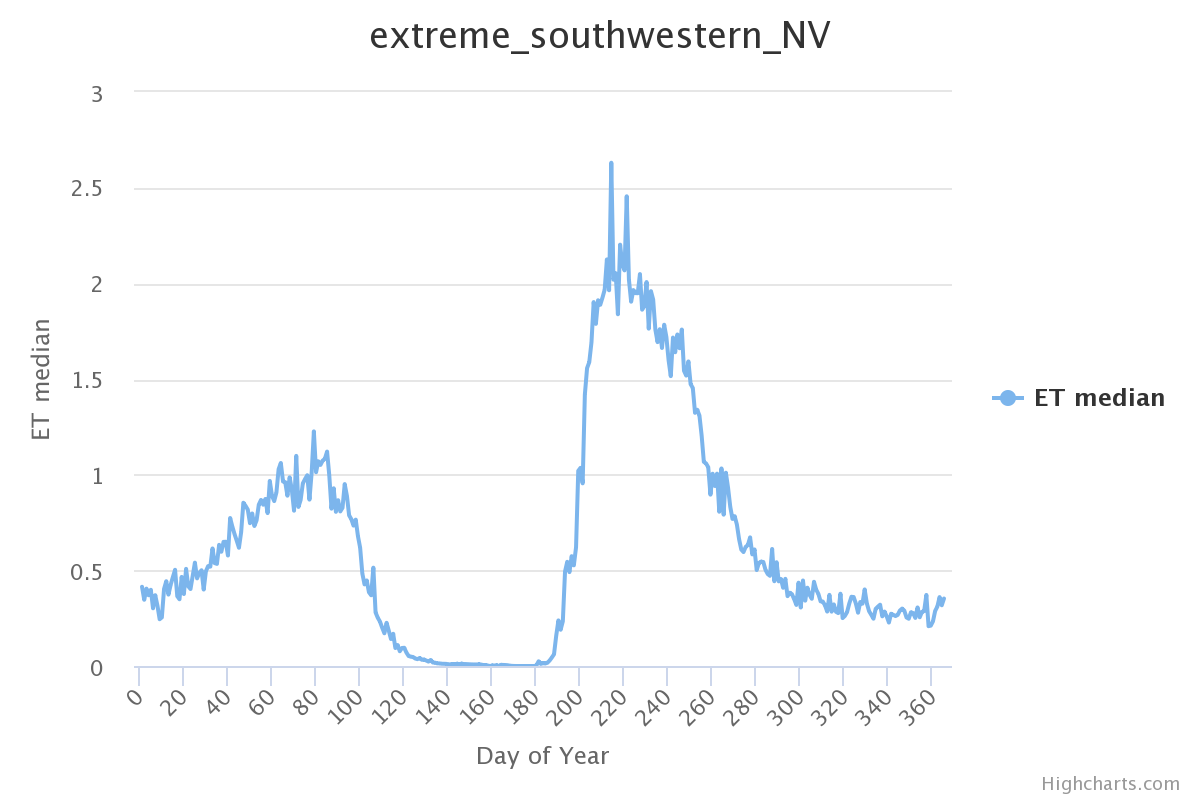 extreme_southwestern_NV
3
2.5
2
1.5
1
0.5
0
ET median
0 20 40 60 80 100 120 140 160 180 200 220 240 260 280 300 320 340 360
Day of Year
ET median
Highcharts.com